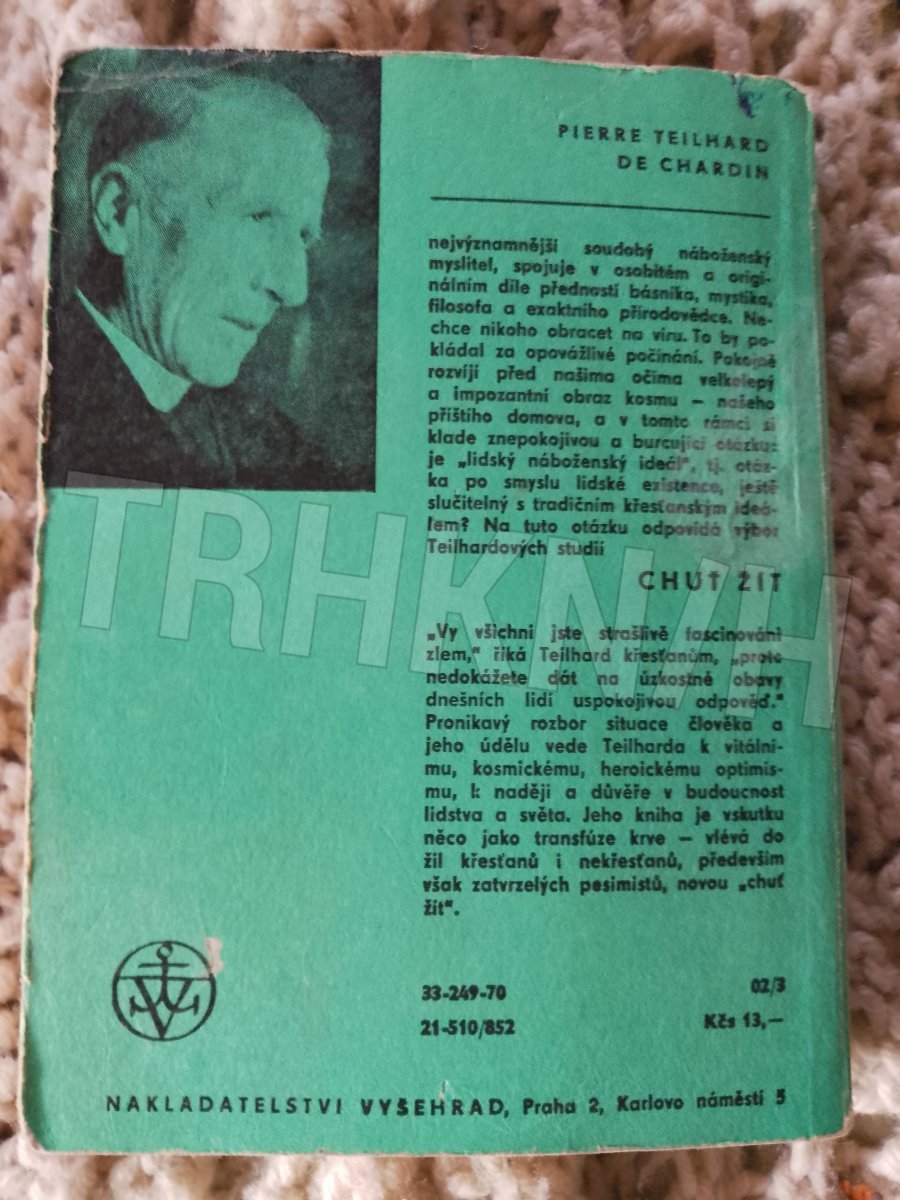 PIERRE TEILHARD
DE CHARDIN
nejvýznamnější soudobý náboženský
myslitel, spojuje v osobitém a origi-
nálním díle přednosti básníka, mystika,
filosofa a exaktního přírodovědce. Ne-
chce nikoho obracet na víru. To by po-
kládal za opovážlivé počínání. Pokojně
rozvíjí před našima očima velkolepý
a impozantní obraz kosmu – našeho
příštího domova, a v tomto rámci si
klade znepokojivou a burcující otázku:
je „lidský náboženský ideál“, tj. otáz-
ka po smyslu lidské existence, ještě
slučitelný s tradičním křesťanským ideá-
lem? Na tuto otázku odpovídá výbor
Teilhardových studií
CHUŤ ŽÍT
„Vy všichni jste strašlivě fascinováni
zlem,“ říká Teilhard křesťanům, „proto
nedokážete dát na úzkostné obavy
dnešních lidí uspokojivou odpověď.“
Pronikavý rozbor situace člověka a
jeho údělu vede Teilharda k vitální-
mu, kosmickému, heroickému optimis-
mu, k naději a důvěře v budoucnost
lidstva a světa. Jeho kniha je vskutku
něco jako transfúze krve – vlévá do
žil křesťanů i nekřesťanů, především
však zatvrzelých pesimistů, novou „chuť
žít“.
33-249-70 02/3
21-510/852 Kčs 13,—
NAKLADATELSTVÍ VYŠEHRAD, Praha 2, Karlovo náměstí 5
TRHKNIH